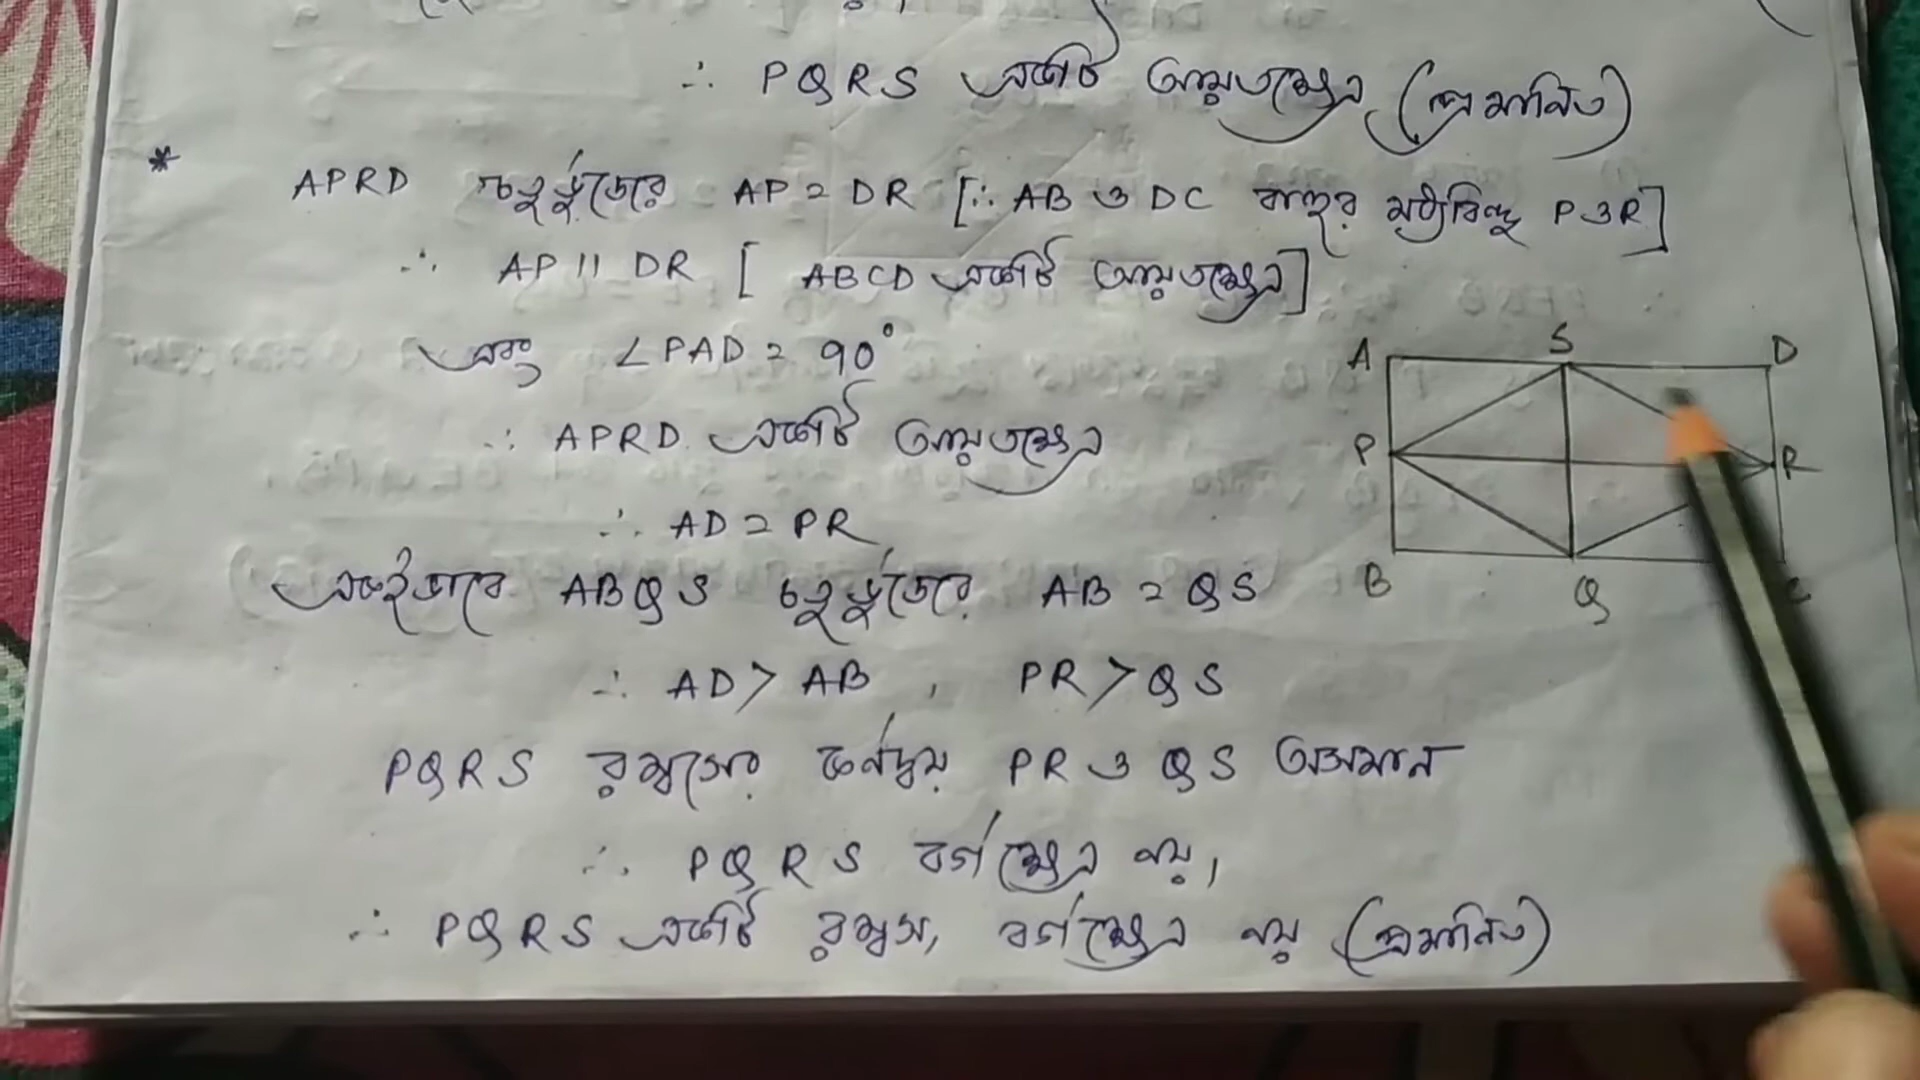 ∴ PQRS একটি আয়তক্ষেত্র (প্রমানিত)
* APRD চতুর্ভুজের AP = DR [∵ AB ও DC বাহুর মধ্যবিন্দু P ও R]
∴ AP || DR [ ABCD একটি আয়তক্ষেত্র]
এবং ∠PAD = 90°
∴ APRD একটি আয়তক্ষেত্র
∴ AD = PR
একইভাবে ABQS চতুর্ভুজের AB = QS
∴ AD > AB , PR > QS
PQRS রম্বসের কর্নদ্বয় PR ও QS অসমান
∴ PQRS বর্গক্ষেত্র নয়,
∴ PQRS একটি রম্বস, বর্গক্ষেত্র নয় (প্রমানিত)
A S D
P R
B Q C